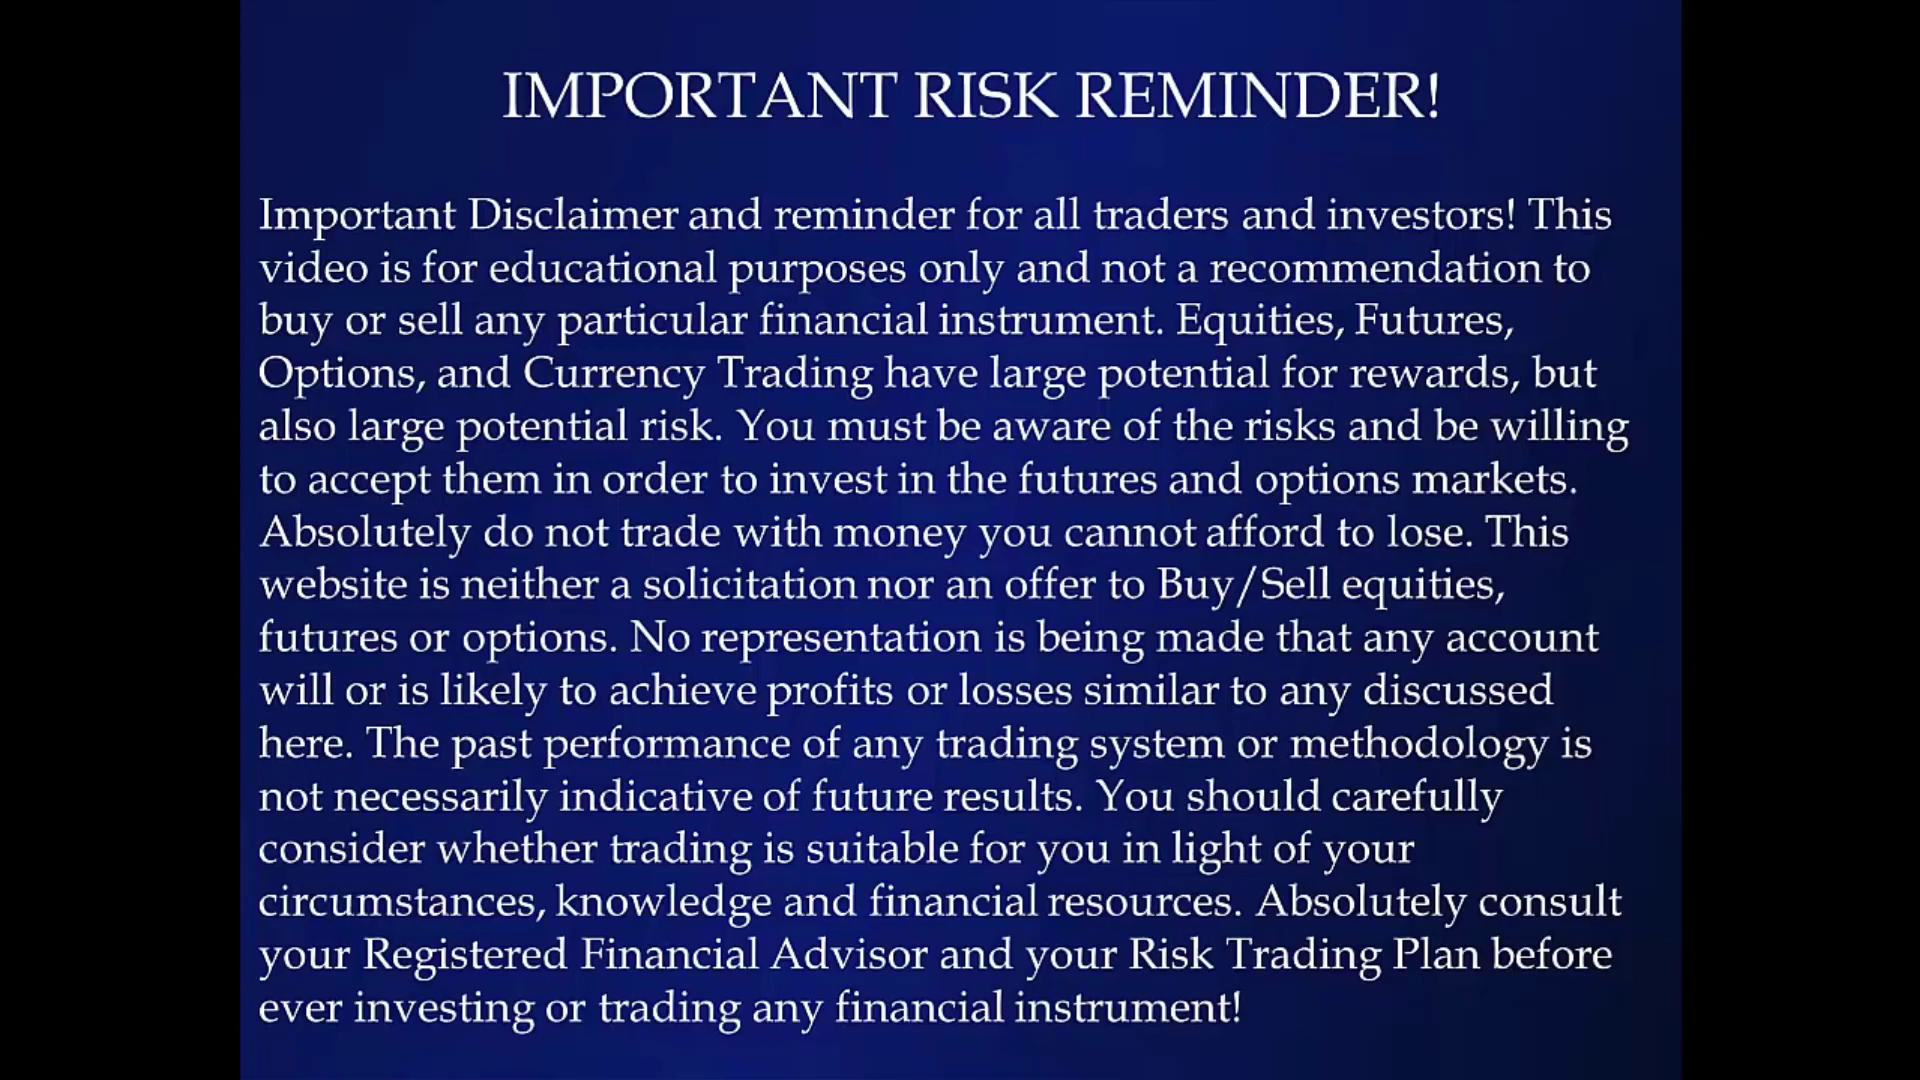 IMPORTANT RISK REMINDER!
Important Disclaimer and reminder for all traders and investors! This
video is for educational purposes only and not a recommendation to
buy or sell any particular financial instrument. Equities, Futures,
Options, and Currency Trading have large potential for rewards, but
also large potential risk. You must be aware of the risks and be willing
to accept them in order to invest in the futures and options markets.
Absolutely do not trade with money you cannot afford to lose. This
website is neither a solicitation nor an offer to Buy/Sell equities,
futures or options. No representation is being made that any account
will or is likely to achieve profits or losses similar to any discussed
here. The past performance of any trading system or methodology is
not necessarily indicative of future results. You should carefully
consider whether trading is suitable for you in light of your
circumstances, knowledge and financial resources. Absolutely consult
your Registered Financial Advisor and your Risk Trading Plan before
ever investing or trading any financial instrument!